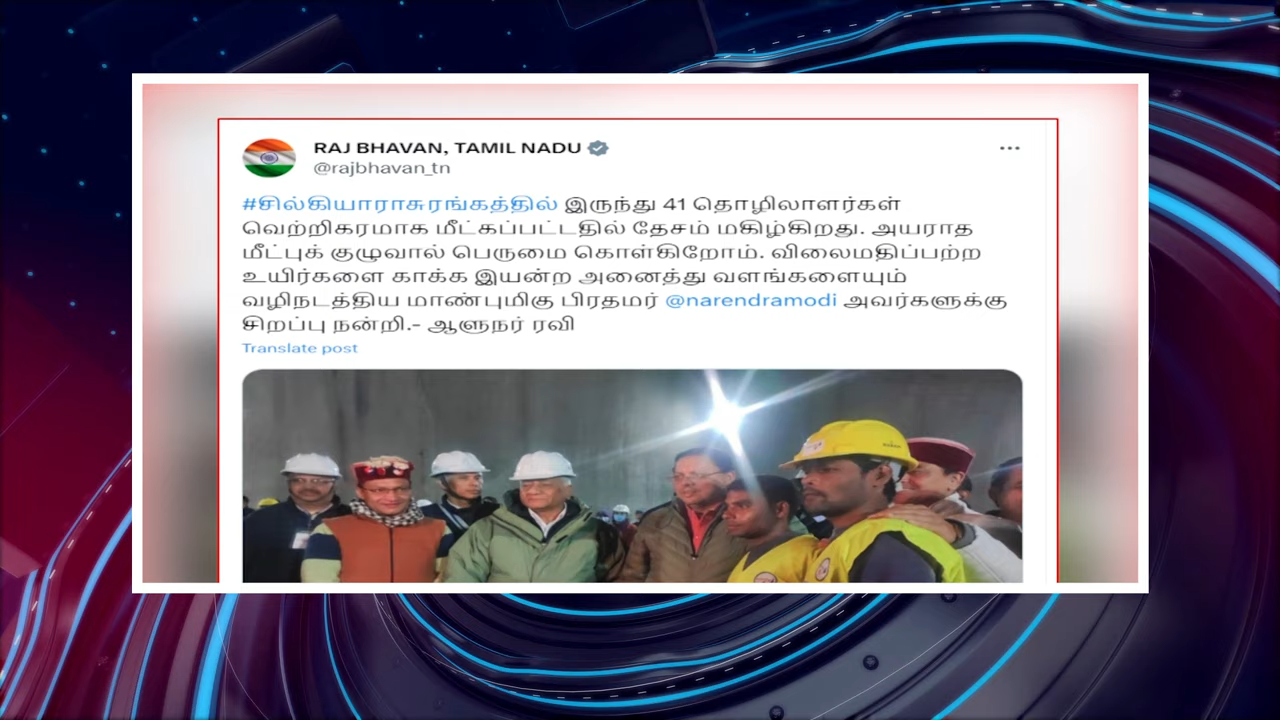 RAJ BHAVAN, TAMIL NADU
@rajbhavan_tn
#சில்கியாராசுரங்கத்தில் இருந்து 41 தொழிலாளர்கள்
வெற்றிகரமாக மீட்கப்பட்டதில் தேசம் மகிழ்கிறது. அயராத
மீட்புக் குழுவால் பெருமை கொள்கிறோம். விலைமதிப்பற்ற
உயிர்களை காக்க இயன்ற அனைத்து வளங்களையும்
வழிநடத்திய மாண்புமிகு பிரதமர் @narendramodi அவர்களுக்கு
சிறப்பு நன்றி.- ஆளுநர் ரவி
Translate post